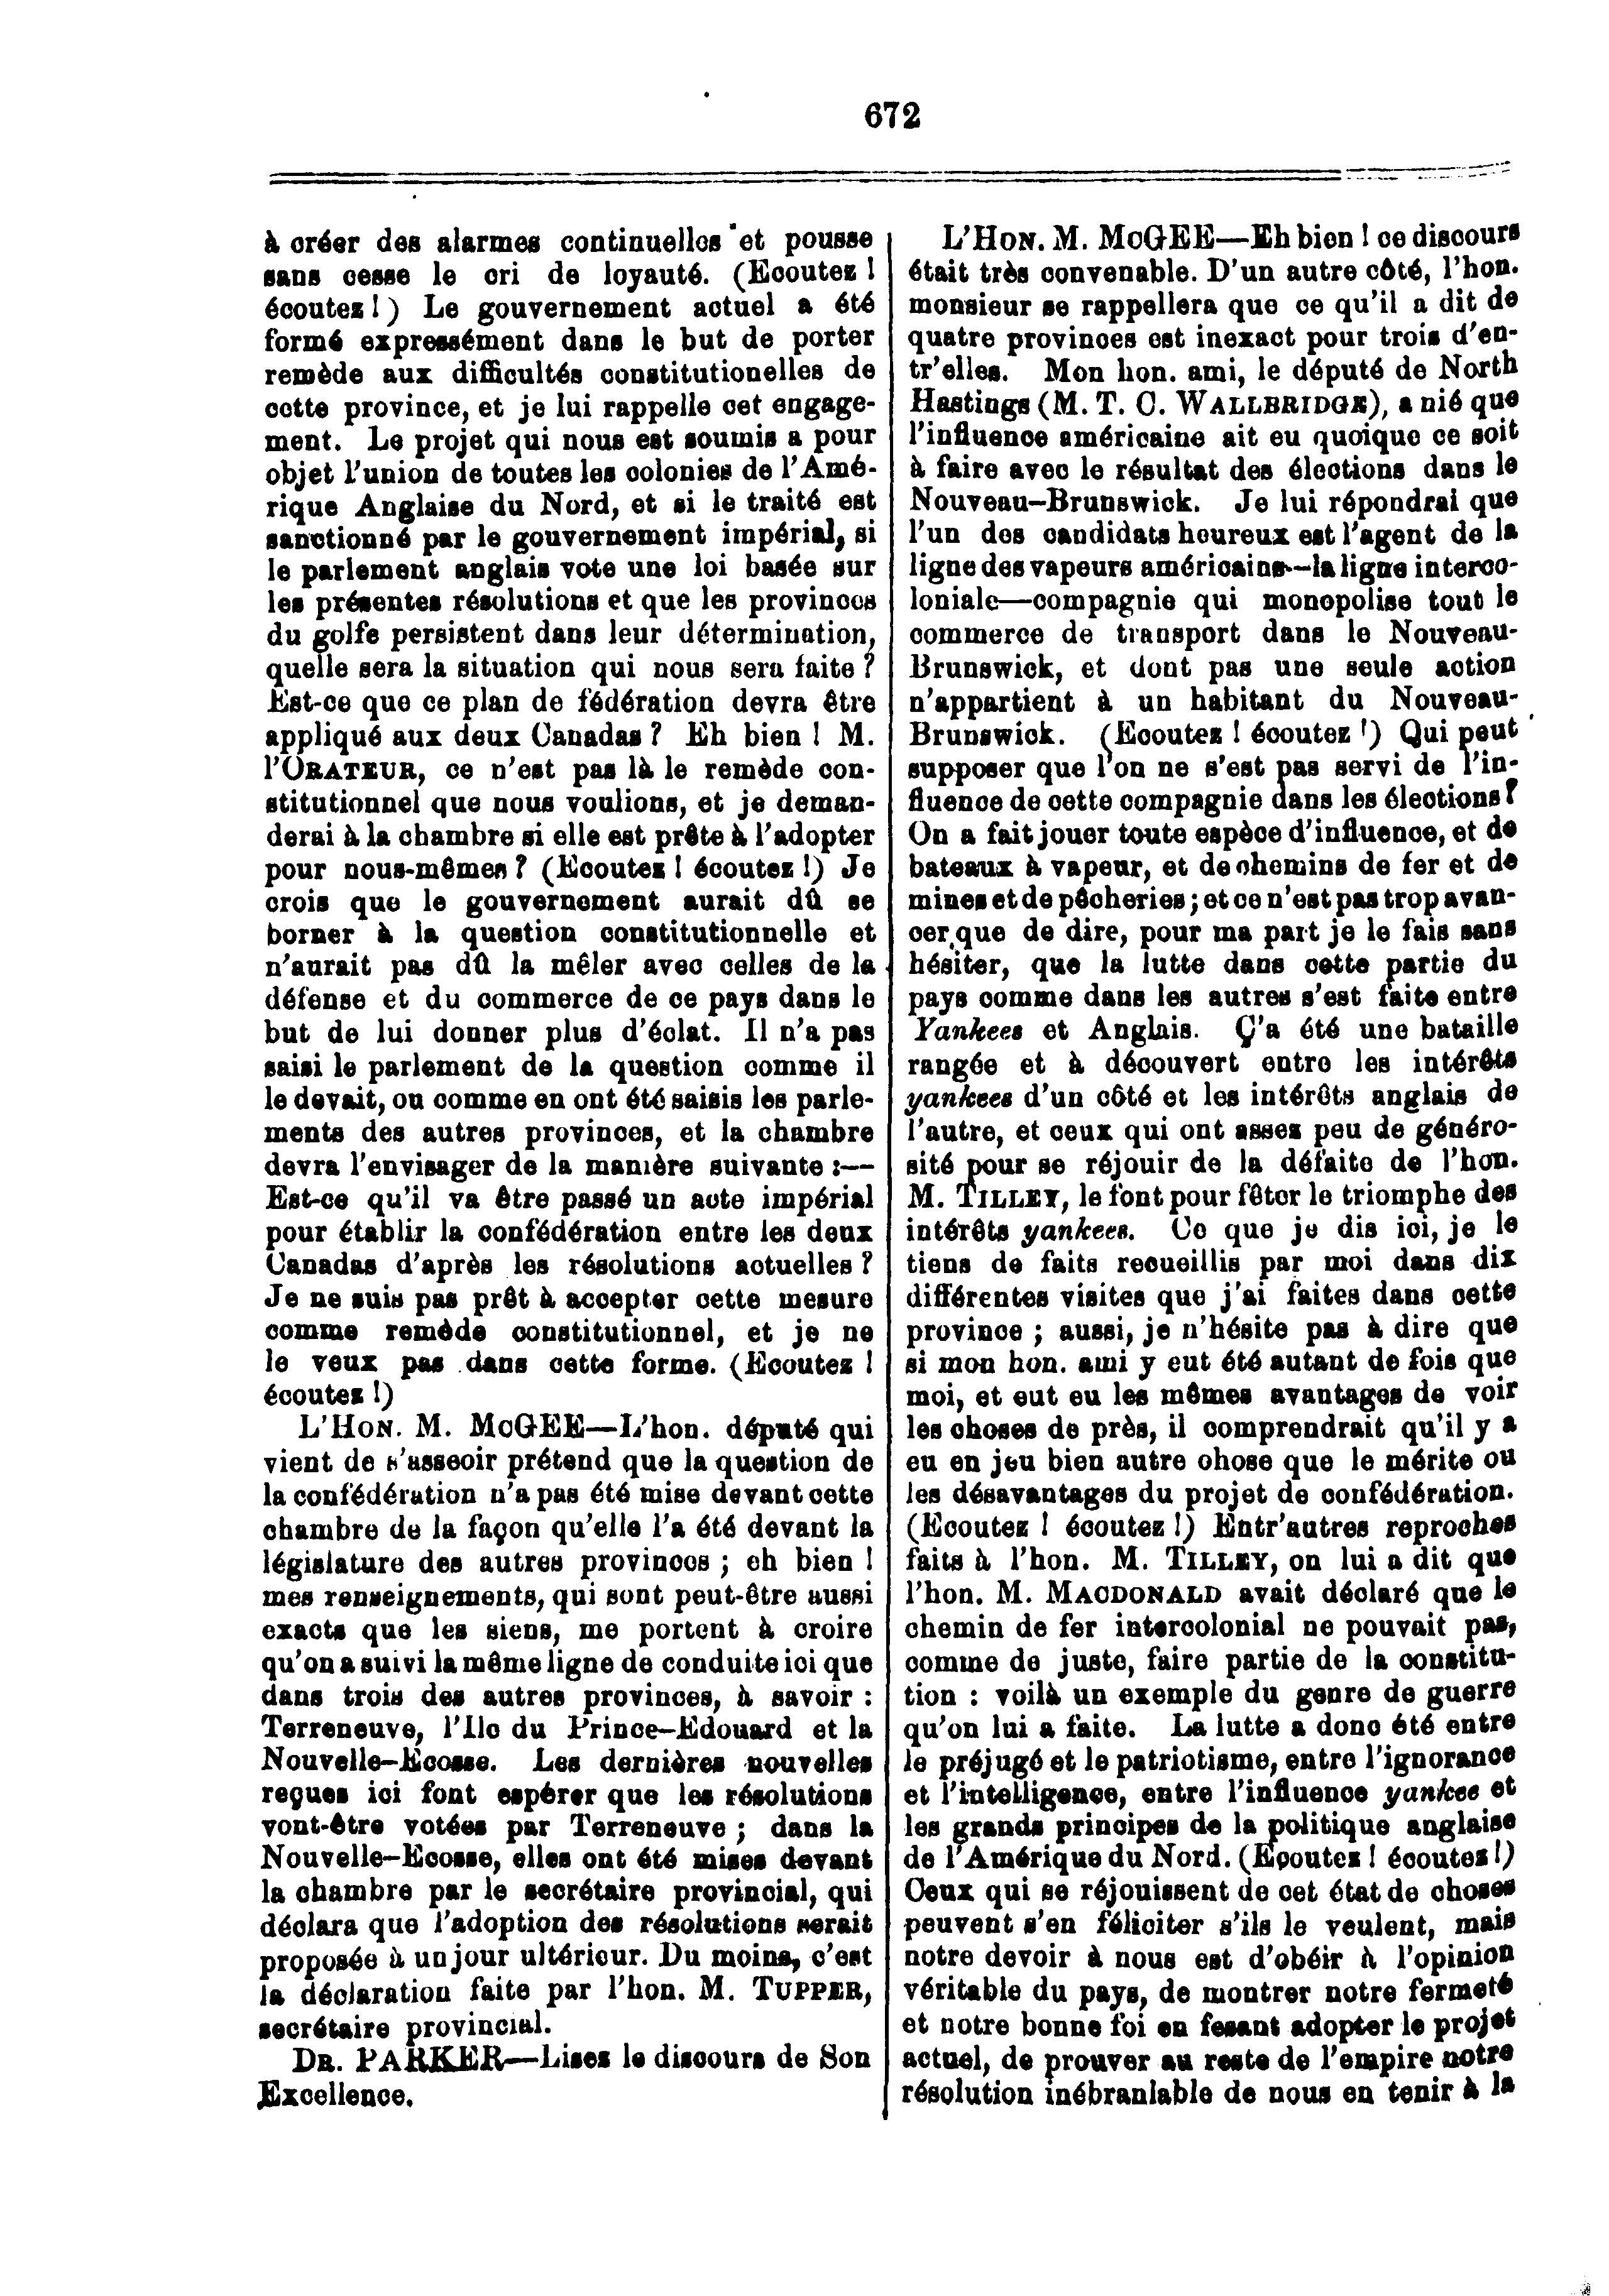 672
à créer des alarmes continuelles et pousse
sans cesse le cri de loyauté. (Ecoutez !
écoutez !) Le gouvernement actuel a été
formé expressément dans le but de porter
remède aux difficultés constitutionelles de
cette province, et je lui rappelle cet engage-
ment. Le projet qui nous est soumis a pour
objet l'union de toutes les colonies de l'Amé-
rique Anglaise du Nord, et si le traité est
sanctionné par le gouvernement impérial, si
le parlement anglais vote une loi basée sur
les présentes résolutions et que les provinces
du golfe persistent dans leur détermination,
quelle sera la situation qui nous sera faite ?
Est-ce que ce plan de fédération devra être
appliqué aux deux Canadas ? Eh bien ! M.
l'ORATEUR, ce n'est pas là le remède con-
stitutionnel que nous voulions, et je deman-
derai à la chambre si elle est prête à l'adopter
pour nous-mêmes ? (Ecoutez ! écoutez !) Je
crois que le gouvernement aurait dû se
borner à la question constitutionnelle et
n'aurait pas dû la mêler avec celles de la
défense et du commerce de ce pays dans le
but de lui donner plus d'éclat. Il n'a pas
saisi le parlement de la question comme il
le devait, ou comme en ont été saisis les parle-
ments des autres provinces, et la chambre
devra l'envisager de la manière suivante :—
Est-ce qu'il va être passé un acte impérial
pour établir la confédération entre les deux
Canadas d'après les résolutions actuelles ?
Je ne suis pas prêt à accepter cette mesure
comme remède constitutionnel, et je ne
le veux pas dans cette forme. (Ecoutez !
écoutez !)
L'HON. M. McGEE—L'hon. député qui
vient de s'asseoir prétend que la question de
la confédération n'a pas été mise devant cette
chambre de la façon qu'elle l'a été devant la
législature des autres provinces ; eh bien !
mes renseignements, qui sont peut-être aussi
exacts que les siens, me portent à croire
qu'on a suivi la même ligne de conduite ici que
dans trois des autres provinces, à savoir :
Terreneuve, l'Ile du Prince-Edouard et la
Nouvelle-Ecosse. Les dernières nouvelles
reçues ici font espérer que les résolutions
vont-être votées par Terreneuve ; dans la
Nouvelle-Ecosse, elles ont été mises devant
la chambre par le secrétaire provincial, qui
déclara que l'adoption des résolutions serait
proposée à un jour ultérieur. Du moins, c'est
la déclaration faite par l'hon. M. TUPPER,
secrétaire provincial.
DR. PARKER—Lisez le discours de Son
Excellence.
L'HON. M. McGEE—Eh bien ! ce discours
était très convenable. D'un autre côté, l'hon.
monsieur se rappellera que ce qu'il a dit de
quatre provinces est inexact pour trois d'en-
tr'elles. Mon hon. ami, le député de North
Hastings (M. T. C. WALLBRIDGE), a nié que
l'influence américaine ait eu quoique ce soit
à faire avec le résultat des élections dans le
Nouveau-Brunswick. Je lui répondrai que
l'un des candidats heureux est l'agent de la
ligne des vapeurs américains—la ligne interco-
loniale—compagnie qui monopolise tout le
commerce de transport dans le Nouveau-
Brunswick, et dont pas une seule action
n'appartient à un habitant du Nouveau-
Brunswick. (Ecoutez ! écoutez !) Qui peut
supposer que l'on ne s'est pas servi de l'in-
fluence de cette compagnie dans les élections ?
On a fait jouer toute espèce d'influence, et de
bateaux à vapeur, et de chemins de fer et de
mines et de pêcheries ; et ce n'est pas trop avan-
cer que de dire, pour ma part je le fais sans
hésiter, que la lutte dans cette partie du
pays comme dans les autres s'est faite entre
Yankees et Anglais. Ç'a été une bataille
rangée et à découvert entre les intérêts
yankees d'un côté et les intérêts anglais de
l'autre, et ceux qui ont assez peu de généro-
sité pour se réjouir de la défaite de l'hon.
M. TILLEY, le font pour fêter le triomphe des
intérêts yankees. Ce que je dis ici, je le
tiens de faits recueillis par moi dans dix
différentes visites que j'ai faites dans cette
province ; aussi, je n'hésite pas à dire que
si mon hon. ami y eut été autant de fois que
moi, et eut eu les mêmes avantages de voir
les choses de près, il comprendrait qu'il y a
eu en jeu bien autre chose que le mérite ou
les désavantages du projet de confédération.
(Ecoutez ! écoutez !) Entr'autres reproches
faits à l'hon. M. TILLEY, on lui a dit que
l'hon. M. MACDONALD avait déclaré que le
chemin de fer intercolonial ne pouvait pas,
comme de juste, faire partie de la constitu-
tion : voilà un exemple du genre de guerre
qu'on lui a faite. La lutte a donc été entre
le préjugé et le patriotisme, entre l'ignorance
et l'intelligence, entre l'influence yankee et
les grands principes de la politique anglaise
de l'Amérique du Nord. (Ecoutez ! écoutez !)
Ceux qui se réjouissent de cet état de choses
peuvent s'en féliciter s'ils le veulent, mais
notre devoir à nous est d'obéir à l'opinion
véritable du pays, de montrer notre fermeté
et notre bonne foi en fesant adopter le projet
actuel, de prouver au reste de l'empire notre
résolution inébranlable de nous en tenir à la